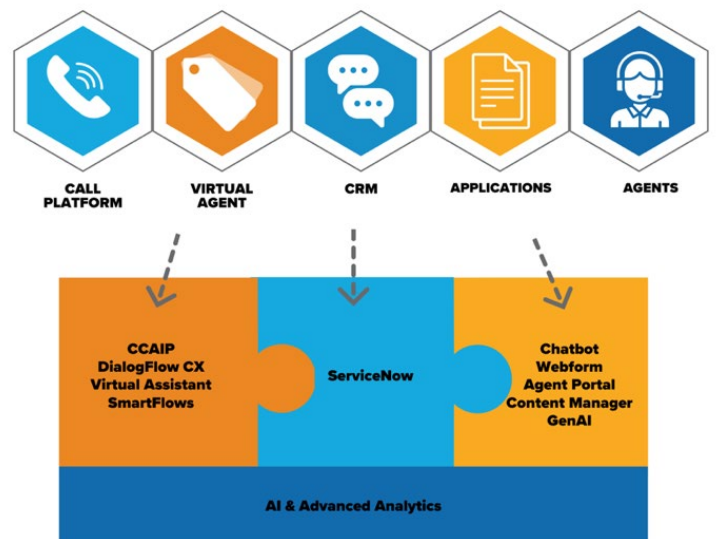 CALL
PLATFORM
VIRTUAL
AGENT
CRM
APPLICATIONS
AGENTS
CCAIP
DialogFlow CX
Virtual Assistant
SmartFlows
ServiceNow
Chatbot
Webform
Agent Portal
Content Manager
GenAI
AI & Advanced Analytics